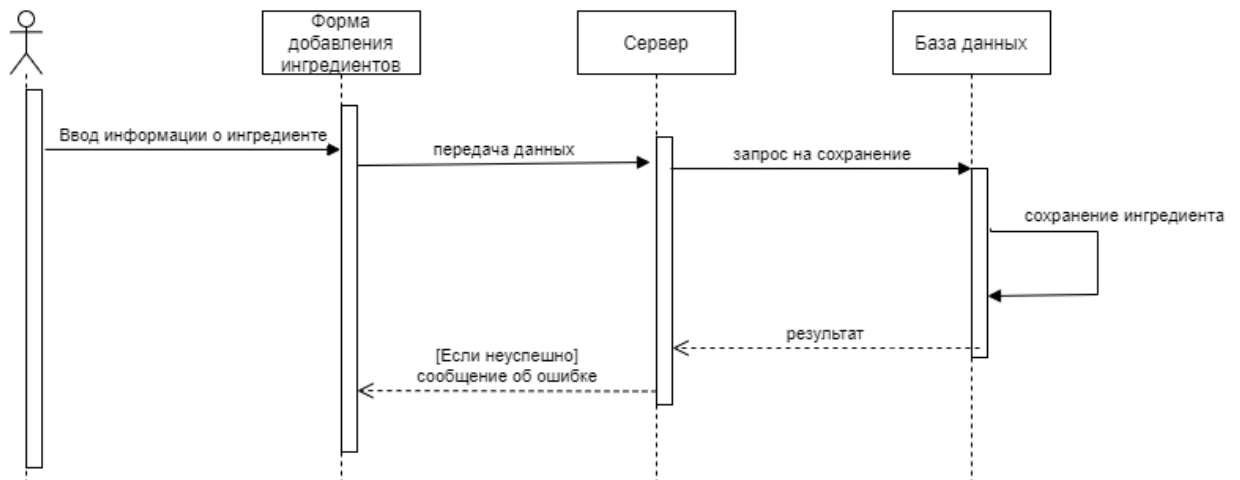 Форма
добавления
ингредиентов
Сервер
База данных
Ввод информации о ингредиенте
передача данных
запрос на сохранение
сохранение ингредиента
результат
[Если неуспешно]
сообщение об ошибке